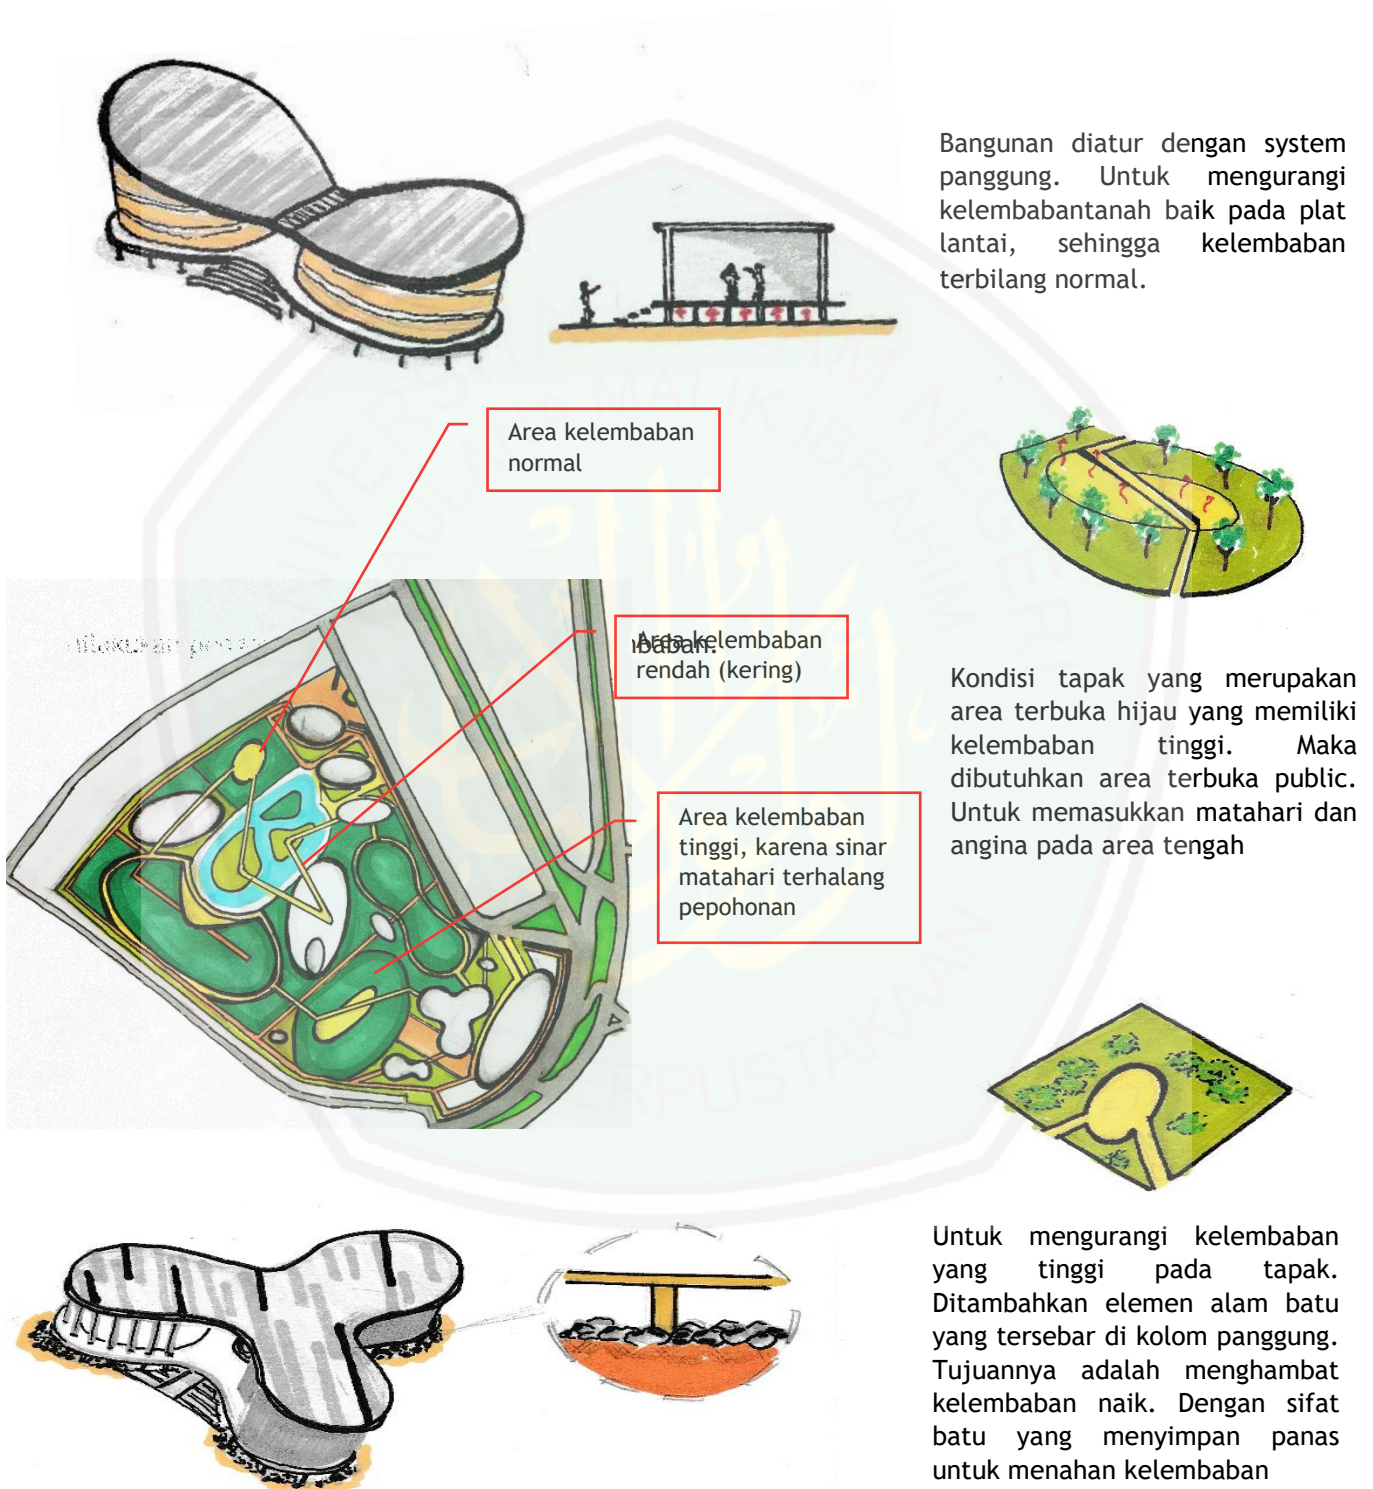 Bangunan diatur dengan system
panggung. Untuk mengurangi
kelembabantanah baik pada plat
lantai, sehingga kelembaban
terbilang normal.
Area kelembaban
normal
Area kelembaban
rendah (kering)
Kondisi tapak yang merupakan
area terbuka hijau yang memiliki
kelembaban tinggi. Maka
dibutuhkan area terbuka public.
Untuk memasukkan matahari dan
angina pada area tengah
Area kelembaban
tinggi, karena sinar
matahari terhalang
pepohonan
Untuk mengurangi kelembaban
yang tinggi pada tapak.
Ditambahkan elemen alam batu
yang tersebar di kolom panggung.
Tujuannya adalah menghambat
kelembaban naik. Dengan sifat
batu yang menyimpan panas
untuk menahan kelembaban